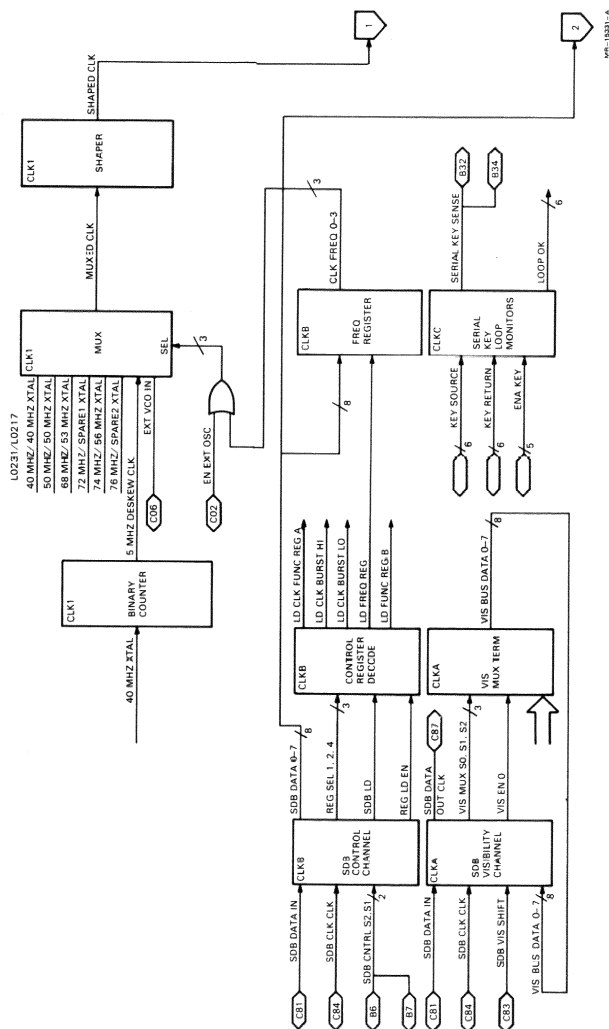 L0231/L0217
40 MHZ/40 MHZ XTAL
50 MHZ/50 MHZ XTAL
68 MHZ/53 MHZ XTAL
72 MHZ/SPARE1 XTAL
74 MHZ/56 MHZ XTAL
76 MHZ/SPARE2 XTAL
40 MHZ XTAL
CLK1
BINARY
COUNTER
5 MHZ DESKEW CLK
EXT VCO IN
C06
CLK1
MUX
SEL
MUXED CLK
CLK1
SHAPER
SHAPED CLK
1
EN EXT OSC
C02
3
C81
SDB DATA IN
C84
SDB CLK CLK
B6
SDB CNTRL S2,S1
2
B7
CLKB
SDB
CONTROL
CHANNEL
SDB DATA 0-7
8
REG SEL 1, 2, 4
3
SDB LD
REG LD EN
CLKB
CONTROL
REGISTER
DECCDE
LD CLK FUNC REG A
LD CLK BURST HI
LD CLK BURST LO
LD FREQ REG
LD FUNC REG B
8
CLKB
FREQ
REGISTER
CLK FREQ 0-3
3
2
C81
SDB DATA IN
C84
SDB CLK CLK
C83
SDB VIS SHIFT
VIS BUS DATA 0-7
8
CLKA
SDB
VISIBILITY
CHANNEL
SDB DATA
OUT CLK
C87
VIS MUX S0, S1, S2
3
VIS EN 0
CLKA
VIS
MUX TERM
VIS BUS DATA 0-7
8
KEY SOURCE
6
KEY RETURN
6
ENA KEY
5
CLKC
SERIAL
KEY
LOOP
MONITORS
SERIAL KEY SENSE
B32
B34
LOOP OK
6
MR-15331-A